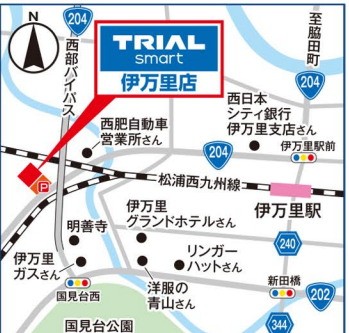 N
204
西部バイパス
TRIAL
smart
伊万里店
至脇田町
204
西肥自動車
営業所さん
西日本
シティ銀行
伊万里支店さん
204
伊万里駅前
P
松浦西九州線
伊万里駅
明善寺
伊万里
グランドホテルさん
240
伊万里
ガスさん
リンガー
ハットさん
国見台西
洋服の
青山さん
新田橋
202
国見台公園
344